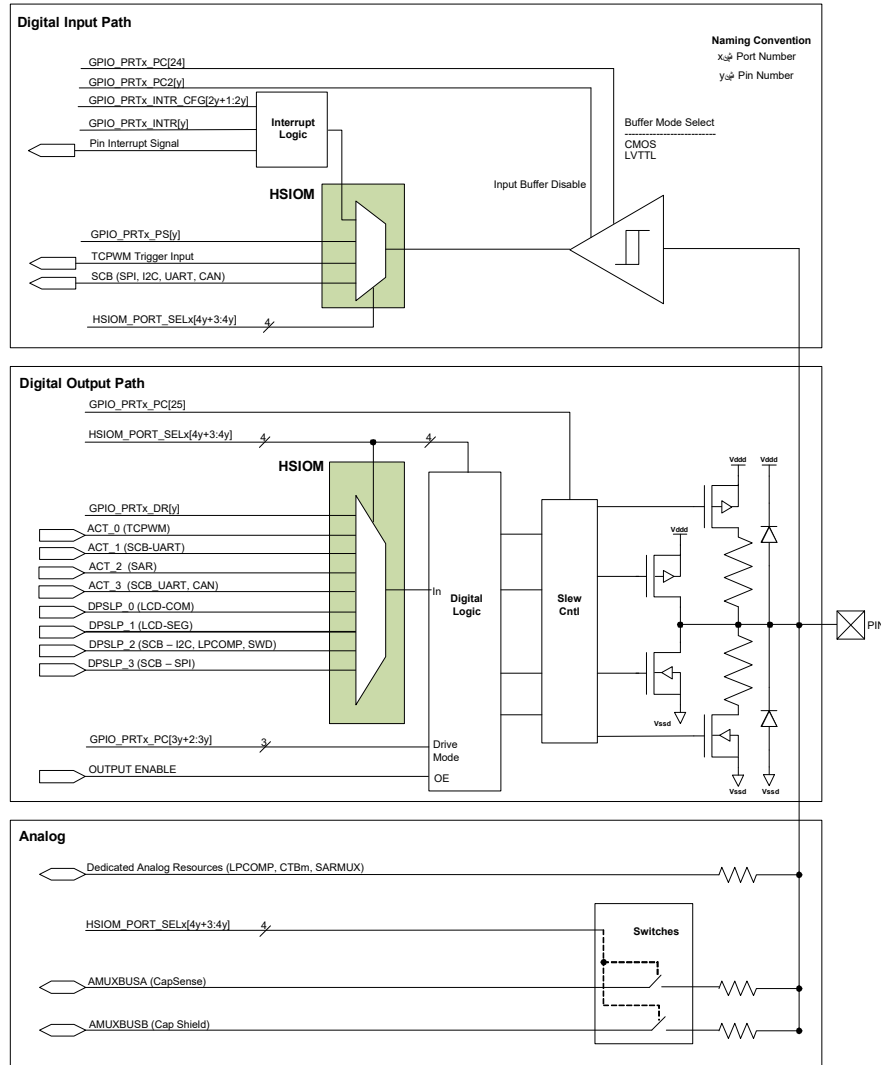 Digital Input Path
Naming Convention
x = Port Number
y = Pin Number
GPIO_PRTx_PC[24]
GPIO_PRTx_PC2[y]
GPIO_PRTx_INTR_CFG[2y+1:2y]
GPIO_PRTx_INTR[y]
Pin Interrupt Signal
Interrupt
Logic
Buffer Mode Select
CMOS
LVTTL
Input Buffer Disable
HSIOM
GPIO_PRTx_PS[y]
TCPWM Trigger Input
SCB (SPI, I2C, UART, CAN)
HSIOM_PORT_SELx[4y+3:4y]
4
Digital Output Path
GPIO_PRTx_PC[25]
HSIOM_PORT_SELx[4y+3:4y]
4
4
HSIOM
GPIO_PRTx_DR[y]
ACT_0 (TCPWM)
ACT_1 (SCB-UART)
ACT_2 (SAR)
ACT_3 (SCB_UART, CAN)
DPSLP_0 (LCD-COM)
DPSLP_1 (LCD-SEG)
DPSLP_2 (SCB – I2C, LPCOMP, SWD)
DPSLP_3 (SCB – SPI)
GPIO_PRTx_PC[3y+2:3y]
3
OUTPUT ENABLE
In
Digital
Logic
Drive
Mode
OE
Slew
Cntl
Vddd
Vddd
Vddd
Vssd
Vssd
Vssd
PIN
Analog
Dedicated Analog Resources (LPCOMP, CTBm, SARMUX)
HSIOM_PORT_SELx[4y+3:4y]
4
Switches
AMUXBUSA (CapSense)
AMUXBUSB (Cap Shield)